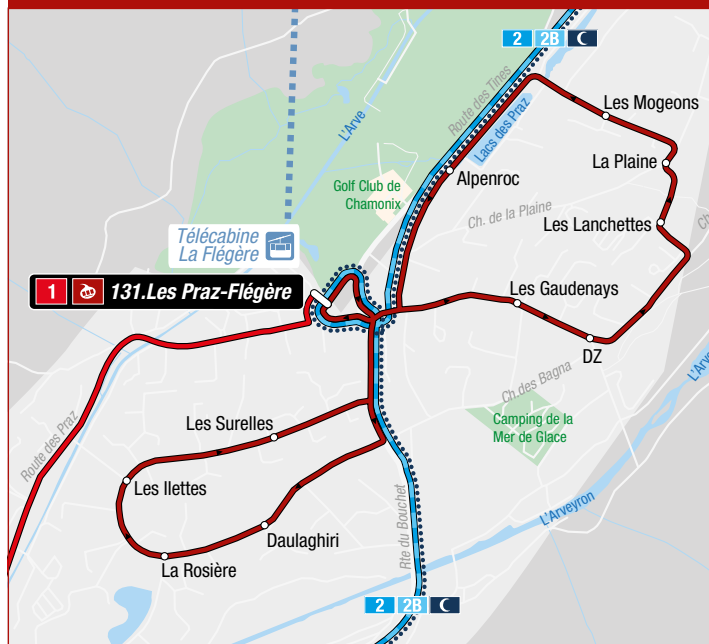 2 2B
Route des Tines
L'Arve
Lacs des Praz
Les Mogeons
La Plaine
Alpenroc
Golf Club de
Chamonix
Ch. de la Plaine
Ch.
Les Lanchettes
Télécabine
La Flégère
1 131.Les Praz-Flégère
Les Gaudenays
DZ
L'Arve
Ch.des Bagna
Camping de la
Mer de Glace
Route des Praz
Les Surelles
Les Ilettes
Daulaghiri
La Rosière
Rte du Bouchet
L'Arveyron
2 2B